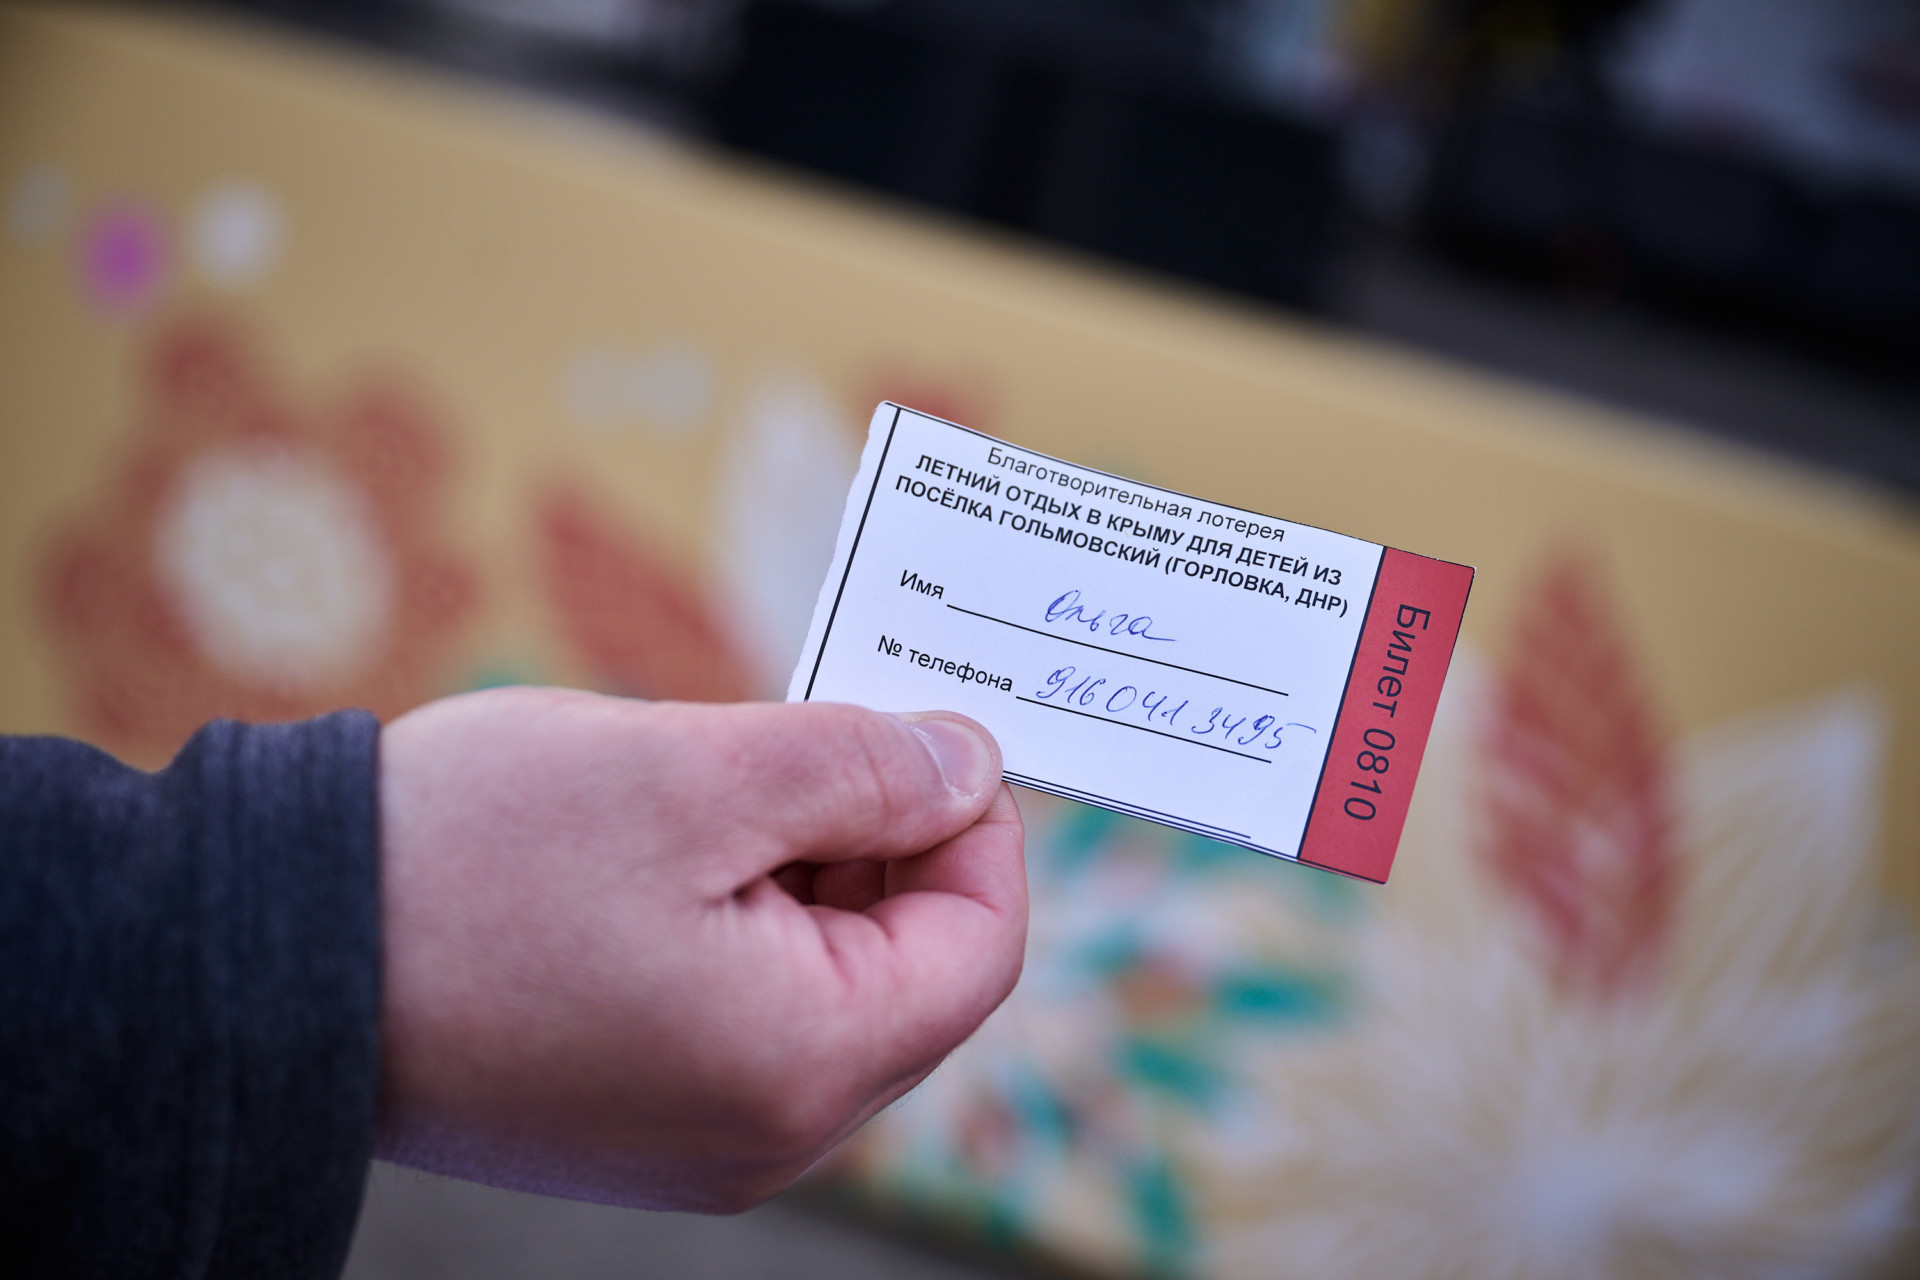 Благотворительная лотерея
ЛЕТНИЙ ОТДЫХ В КРЫМУ ДЛЯ ДЕТЕЙ ИЗ
ПОСЁЛКА ГОЛЬМОВСКИЙ (ГОРЛОВКА, ДНР)
Имя Ольга
№ телефона 916 041 3495
Билет 0810